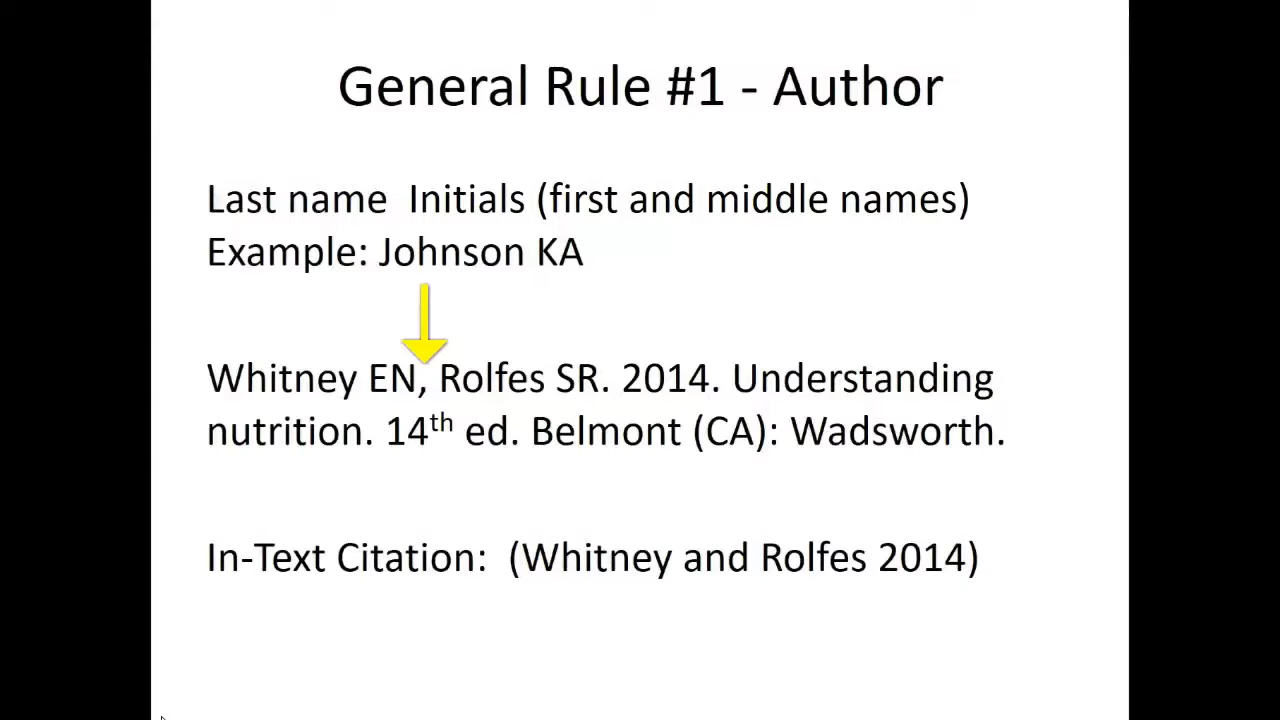 General Rule #1 - Author
Last name  Initials (first and middle names)
Example: Johnson KA
Whitney EN, Rolfes SR. 2014. Understanding
nutrition. 14th ed. Belmont (CA): Wadsworth.
In-Text Citation:  (Whitney and Rolfes 2014)